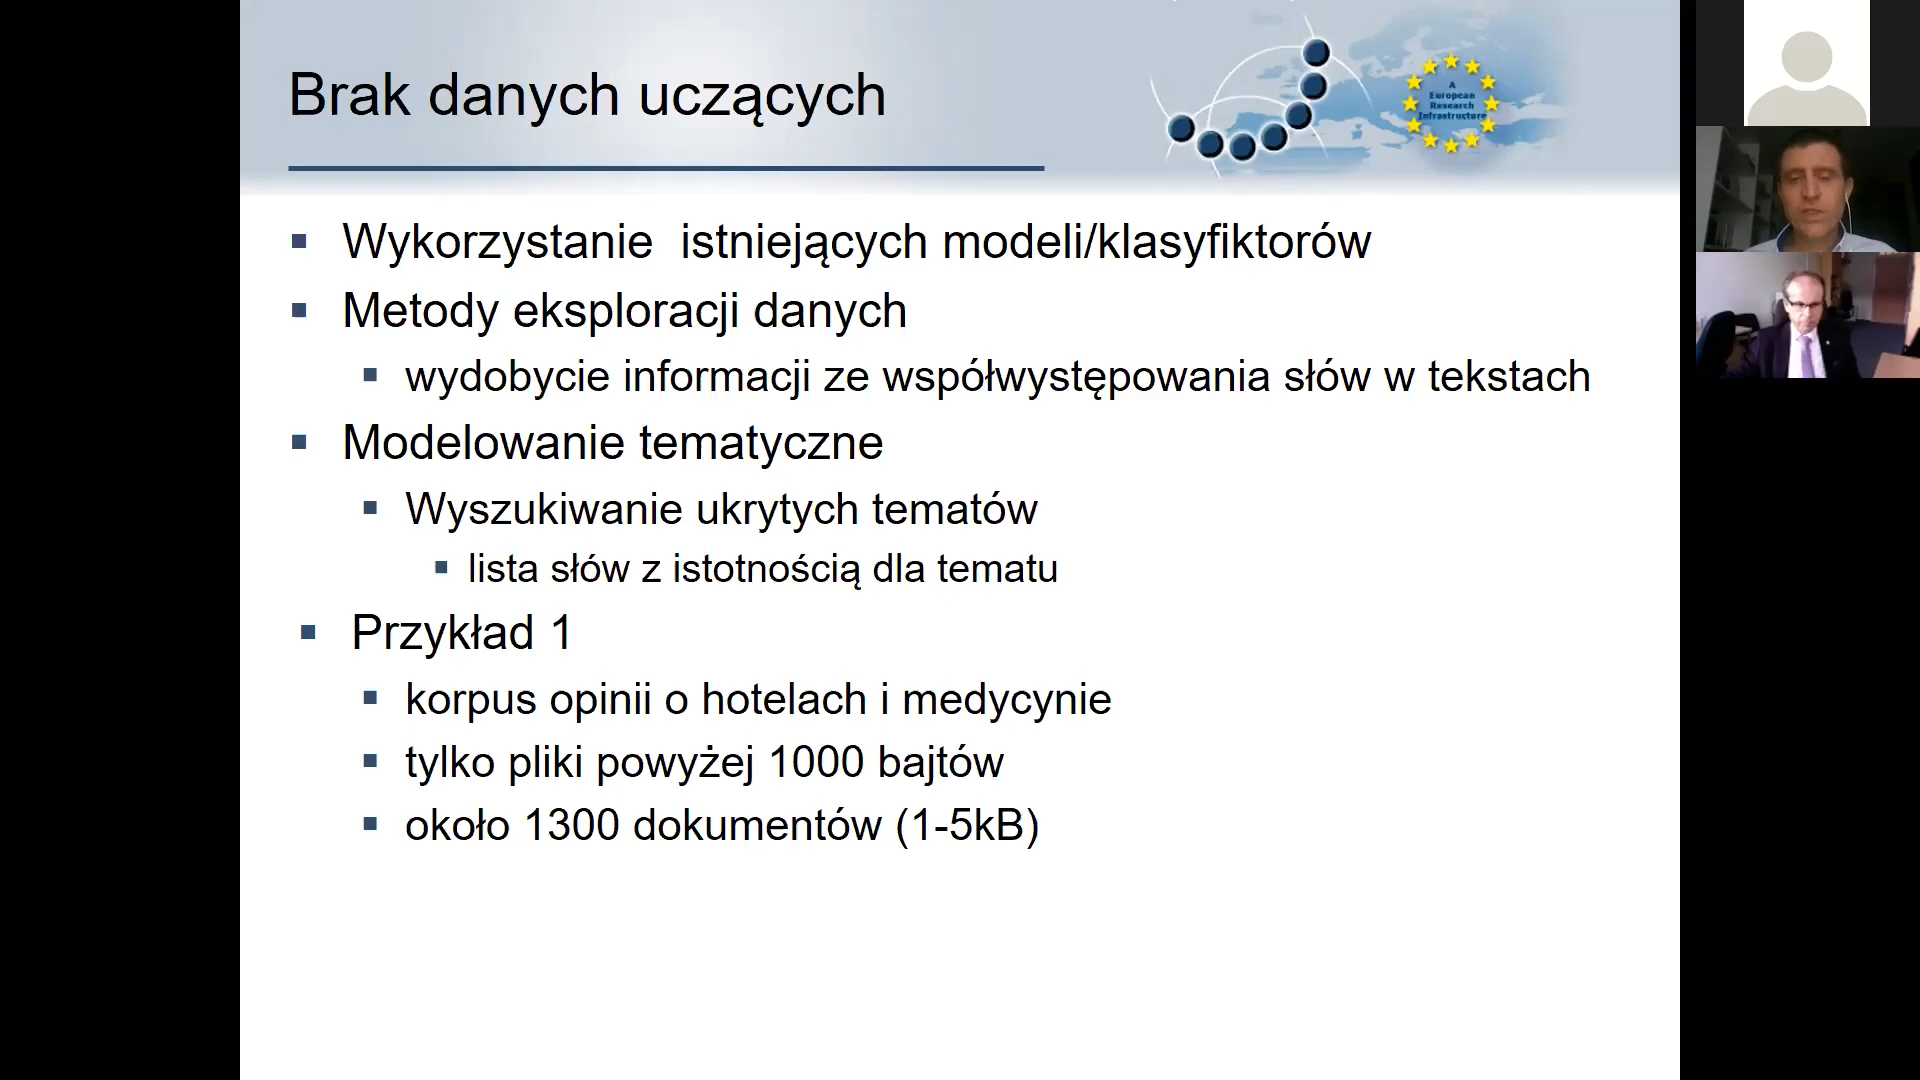 Brak danych uczących
A
European
Research
Infrastructure
Wykorzystanie  istniejących modeli/klasyfiktorów
Metody eksploracji danych
wydobycie informacji ze współwystępowania słów w tekstach
Modelowanie tematyczne
Wyszukiwanie ukrytych tematów
lista słów z istotnością dla tematu
Przykład 1
korpus opinii o hotelach i medycynie
tylko pliki powyżej 1000 bajtów
około 1300 dokumentów (1-5kB)